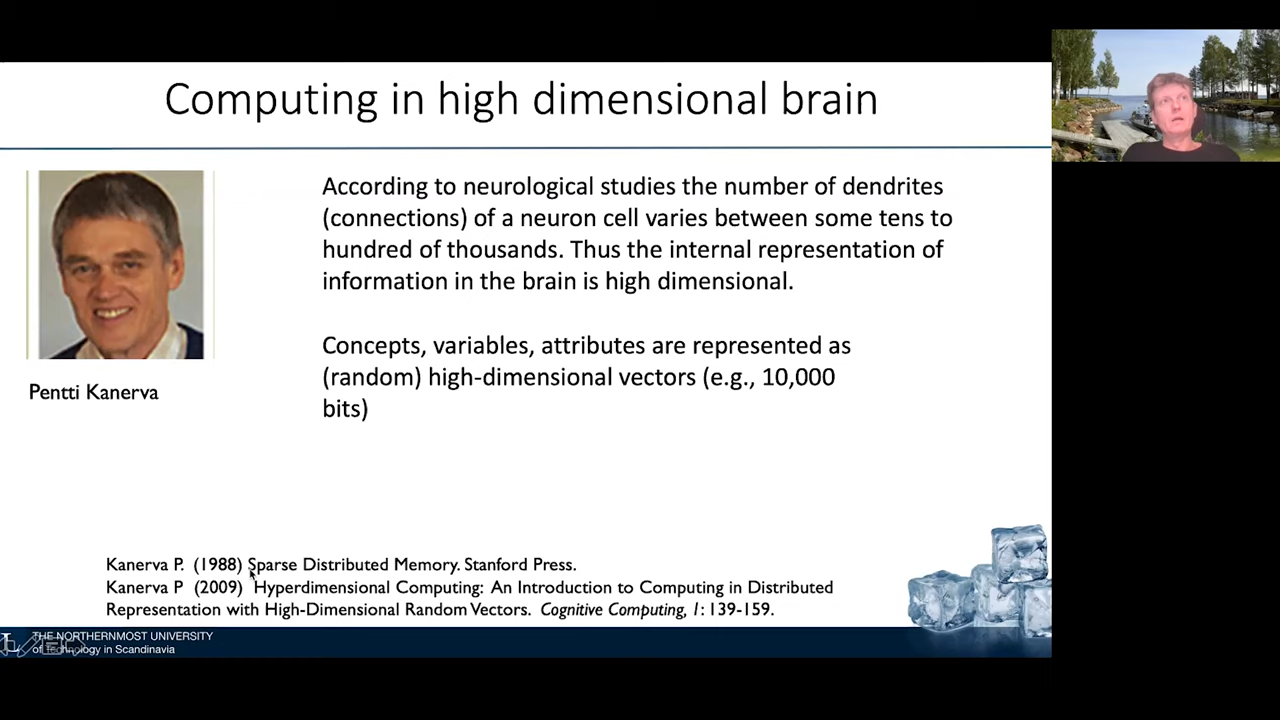 Computing in high dimensional brain
According to neurological studies the number of dendrites
(connections) of a neuron cell varies between some tens to
hundred of thousands. Thus the internal representation of
information in the brain is high dimensional.
Concepts, variables, attributes are represented as
(random) high-dimensional vectors (e.g., 10,000
bits)
Pentti Kanerva
Kanerva P. (1988) Sparse Distributed Memory. Stanford Press.
Kanerva P (2009) Hyperdimensional Computing: An Introduction to Computing in Distributed
Representation with High-Dimensional Random Vectors. Cognitive Computing, 1: 139-159.
THE NORTHERNMOST UNIVERSITY
of Technology in Scandinavia